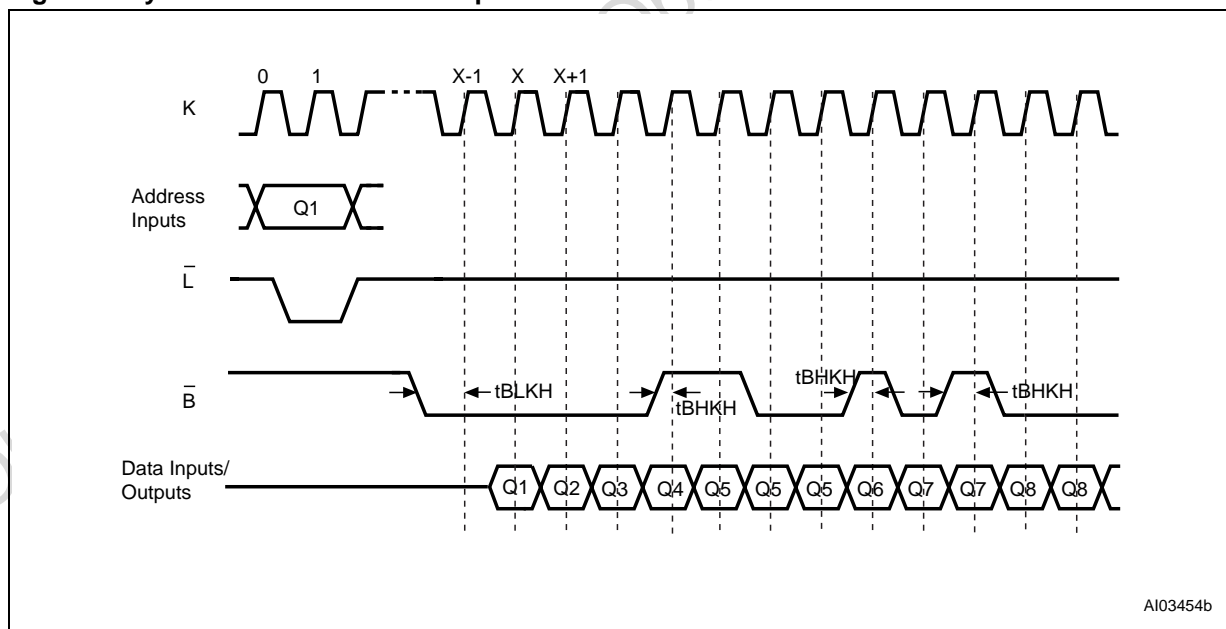 0 1 X-1 X X+1
K
Address
Inputs
Q1
L
B
tBLKH
tBHKH
tBHKH
tBHKH
Data Inputs/
Outputs
Q1 Q2 Q3 Q4 Q5 Q5 Q5 Q6 Q7 Q7 Q8 Q8
AI03454b